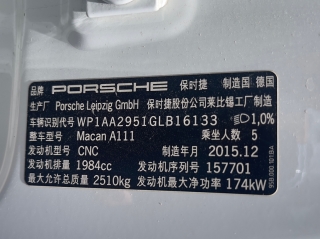 品牌 PORSCHE 保时捷 制造国 德国
生产厂 Porsche Leipzig GmbH 保时捷股份公司莱比锡工厂制造
车辆识别代号 WP1AA2951GLB16133 1,0%
整车型号 Macan A111 乘坐人数 5
发动机型号 CNC 制造年月 2015.12
发动机排量 1984cc 发动机序列号 157701
最大允许总质量 2510kg 发动机最大净功率 174kW
95B.000.101BA